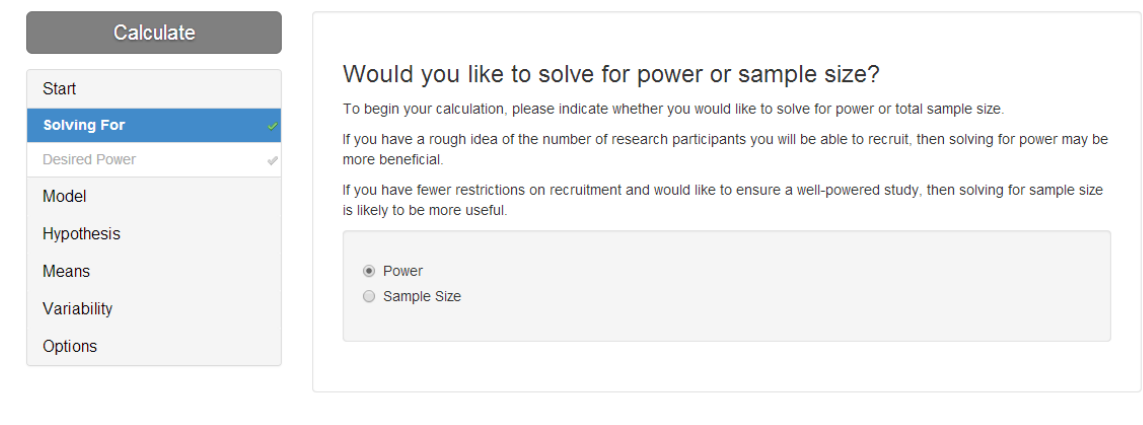 Calculate
Start
Solving For
Desired Power
Model
Hypothesis
Means
Variability
Options
Would you like to solve for power or sample size?
To begin your calculation, please indicate whether you would like to solve for power or total sample size.
If you have a rough idea of the number of research participants you will be able to recruit, then solving for power may be
more beneficial.
If you have fewer restrictions on recruitment and would like to ensure a well-powered study, then solving for sample size
is likely to be more useful.
Power
Sample Size